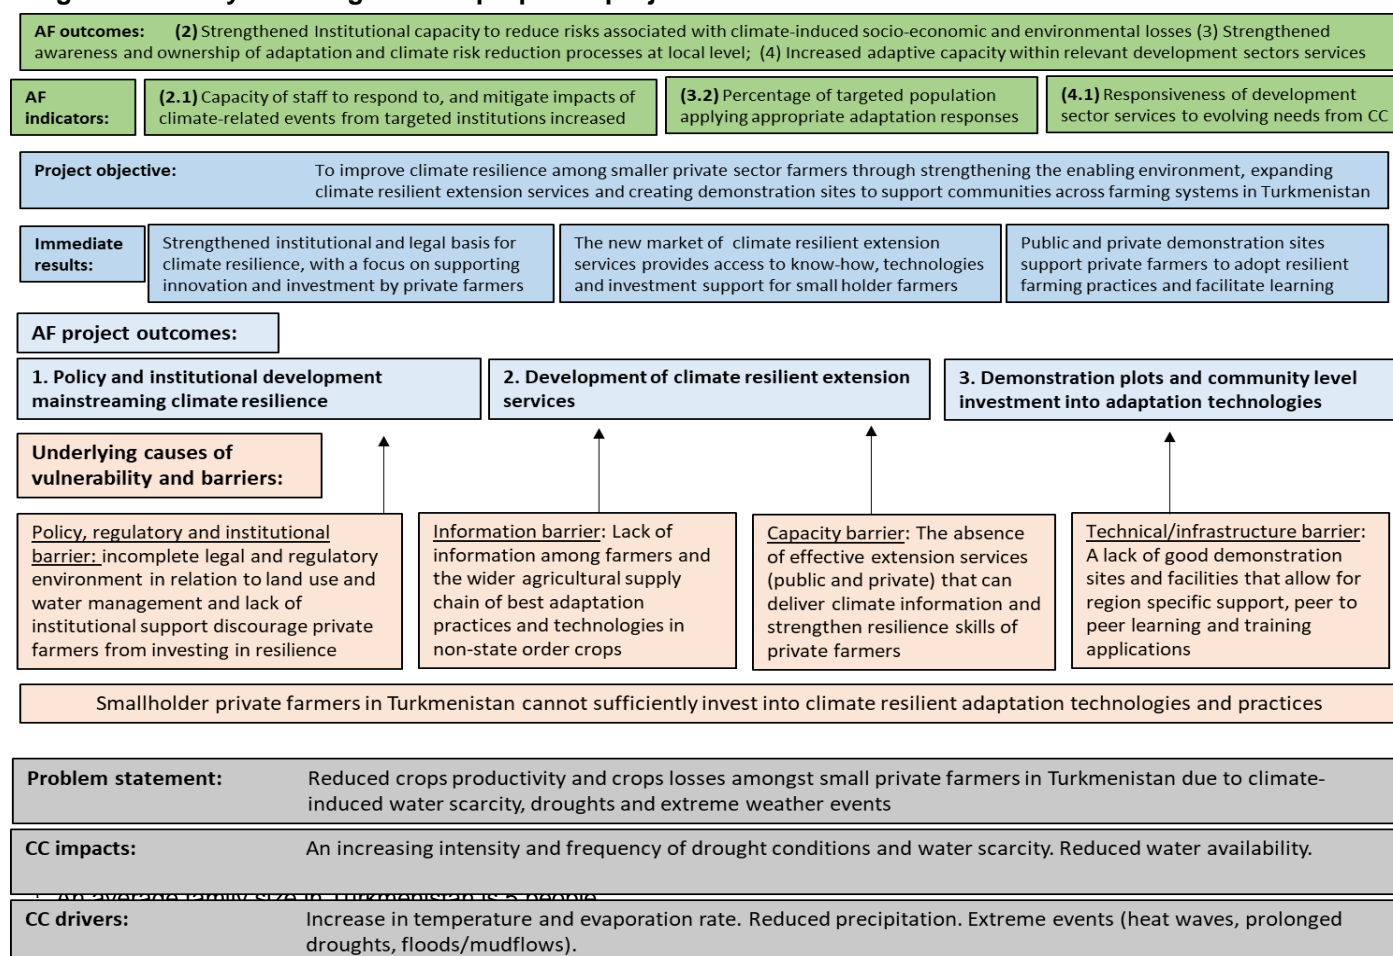 AF outcomes: (2) Strengthened Institutional capacity to reduce risks associated with climate-induced socio-economic and environmental losses (3) Strengthened
awareness and ownership of adaptation and climate risk reduction processes at local level; (4) Increased adaptive capacity within relevant development sectors services
AF
indicators:
(2.1) Capacity of staff to respond to, and mitigate impacts of
climate-related events from targeted institutions increased
(3.2) Percentage of targeted population
applying appropriate adaptation responses
(4.1) Responsiveness of development
sector services to evolving needs from CC
Project objective:
To improve climate resilience among smaller private sector farmers through strengthening the enabling environment, expanding
climate resilient extension services and creating demonstration sites to support communities across farming systems in Turkmenistan
Immediate
results:
Strengthened institutional and legal basis for
climate resilience, with a focus on supporting
innovation and investment by private farmers
The new market of climate resilient extension
services provides access to know-how, technologies
and investment support for small holder farmers
Public and private demonstration sites
support private farmers to adopt resilient
farming practices and facilitate learning
AF project outcomes:
1. Policy and institutional development
mainstreaming climate resilience
2. Development of climate resilient extension
services
3. Demonstration plots and community level
investment into adaptation technologies
Underlying causes of
vulnerability and barriers:
Policy, regulatory and institutional
barrier: incomplete legal and regulatory
environment in relation to land use and
water management and lack of
institutional support discourage private
farmers from investing in resilience
Information barrier: Lack of
information among farmers and
the wider agricultural supply
chain of best adaptation
practices and technologies in
non-state order crops
Capacity barrier: The absence
of effective extension services
(public and private) that can
deliver climate information and
strengthen resilience skills of
private farmers
Technical/infrastructure barrier:
A lack of good demonstration
sites and facilities that allow for
region specific support, peer to
peer learning and training
applications
Smallholder private farmers in Turkmenistan cannot sufficiently invest into climate resilient adaptation technologies and practices
Problem statement:
Reduced crops productivity and crops losses amongst small private farmers in Turkmenistan due to climate-
induced water scarcity, droughts and extreme weather events
CC impacts:
An increasing intensity and frequency of drought conditions and water scarcity. Reduced water availability.
An average family size in Turkmenistan is 5 people
CC drivers:
Increase in temperature and evaporation rate. Reduced precipitation. Extreme events (heat waves, prolonged
droughts, floods/mudflows).